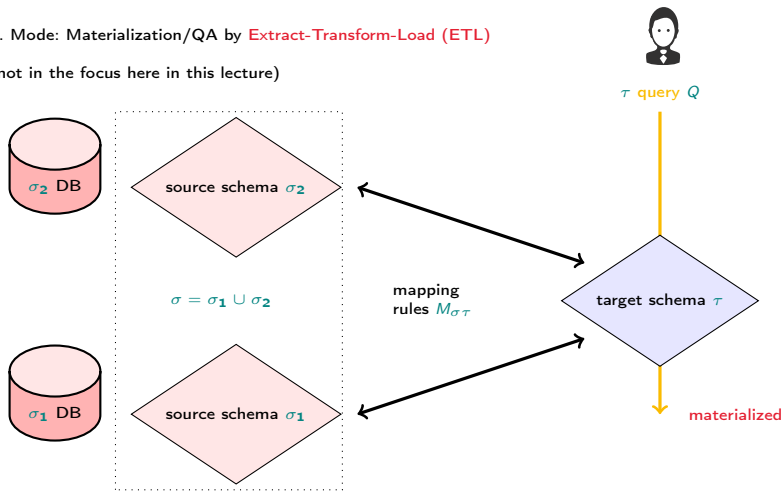 . Mode: Materialization/QA by Extract-Transform-Load (ETL)
not in the focus here in this lecture)
τ query Q
σ₂ DB
source schema σ₂
σ = σ₁ ∪ σ₂
mapping
rules M_στ
target schema τ
σ₁ DB
source schema σ₁
materialized